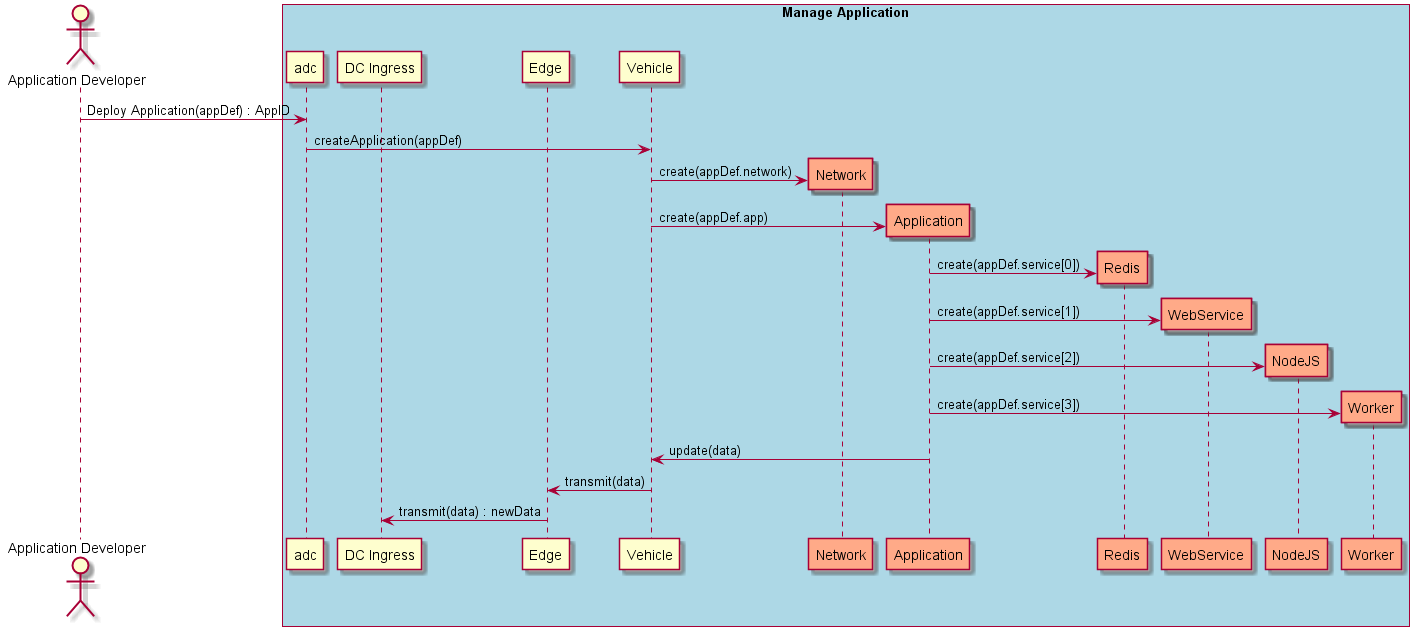 Manage Application
Application Developer
adc
DC Ingress
Edge
Vehicle
Deploy Application(appDef) : AppID
createApplication(appDef)
create(appDef.network)
Network
create(appDef.app)
Application
create(appDef.service[0])
Redis
create(appDef.service[1])
WebService
create(appDef.service[2])
NodeJS
create(appDef.service[3])
Worker
update(data)
transmit(data)
transmit(data) : newData
Application Developer
adc
DC Ingress
Edge
Vehicle
Network
Application
Redis
WebService
NodeJS
Worker